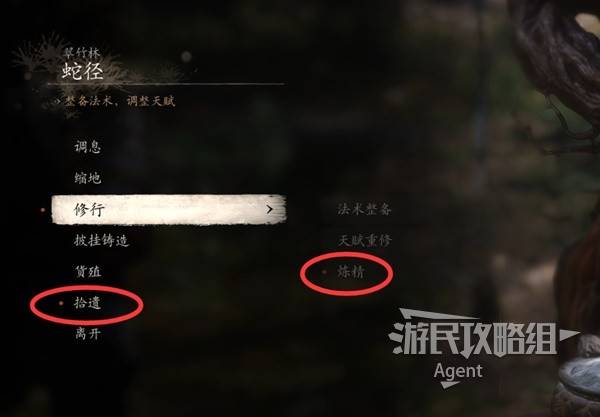 翠竹林
蛇径
整备法术、调整天赋
调息
缩地
修行
法术整备
披挂铸造
天赋重修
货殖
炼精
拾遗
离开
游民攻略组
Agent